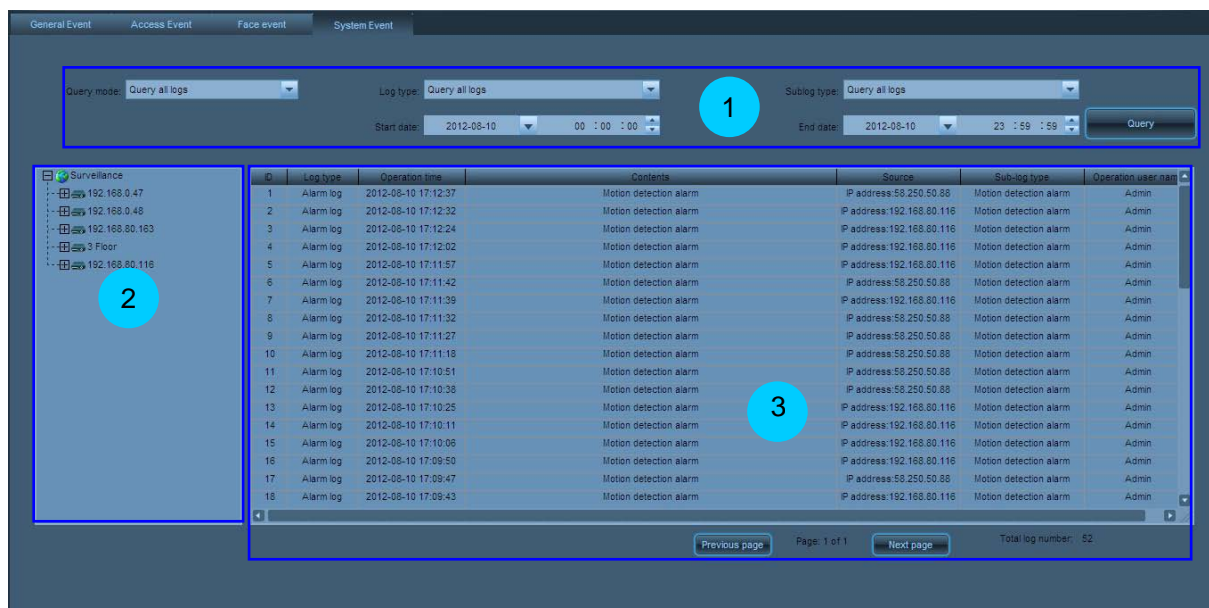 General Event Access Event Face event System Event
Query mode: Query all logs Log type: Query all logs Sublog type: Query all logs
1
Start date: 2012-08-10 00 : 00 : 00 End date: 2012-08-10 23 : 59 : 59 Query
Surveillance
192.168.0.47
192.168.0.48
192.168.80.163
3 Floor
192.168.80.116
2
ID Log type Operation time Contents Source Sub-log type Operation user nam
1 Alarm log 2012-08-10 17:12:37 Motion detection alarm IP address:58.250.50.88 Motion detection alarm Admin
2 Alarm log 2012-08-10 17:12:32 Motion detection alarm IP address:192.168.80.116 Motion detection alarm Admin
3 Alarm log 2012-08-10 17:12:24 Motion detection alarm IP address:192.168.80.116 Motion detection alarm Admin
4 Alarm log 2012-08-10 17:12:02 Motion detection alarm IP address:192.168.80.116 Motion detection alarm Admin
5 Alarm log 2012-08-10 17:11:57 Motion detection alarm IP address:192.168.80.116 Motion detection alarm Admin
6 Alarm log 2012-08-10 17:11:42 Motion detection alarm IP address:58.250.50.88 Motion detection alarm Admin
7 Alarm log 2012-08-10 17:11:39 Motion detection alarm IP address:192.168.80.116 Motion detection alarm Admin
8 Alarm log 2012-08-10 17:11:32 Motion detection alarm IP address:58.250.50.88 Motion detection alarm Admin
9 Alarm log 2012-08-10 17:11:27 Motion detection alarm IP address:58.250.50.88 Motion detection alarm Admin
10 Alarm log 2012-08-10 17:11:18 Motion detection alarm IP address:58.250.50.88 Motion detection alarm Admin
11 Alarm log 2012-08-10 17:10:51 Motion detection alarm IP address:58.250.50.88 Motion detection alarm Admin
12 Alarm log 2012-08-10 17:10:38 Motion detection alarm IP address:58.250.50.88 Motion detection alarm Admin
13 Alarm log 2012-08-10 17:10:25 Motion detection alarm IP address:192.168.80.116 Motion detection alarm Admin
3
14 Alarm log 2012-08-10 17:10:11 Motion detection alarm IP address:192.168.80.116 Motion detection alarm Admin
15 Alarm log 2012-08-10 17:10:06 Motion detection alarm IP address:192.168.80.116 Motion detection alarm Admin
16 Alarm log 2012-08-10 17:09:50 Motion detection alarm IP address:192.168.80.116 Motion detection alarm Admin
17 Alarm log 2012-08-10 17:09:47 Motion detection alarm IP address:58.250.50.88 Motion detection alarm Admin
18 Alarm log 2012-08-10 17:09:43 Motion detection alarm IP address:192.168.80.116 Motion detection alarm Admin
Previous page Page: 1 of 1 Next page Total log number: 52